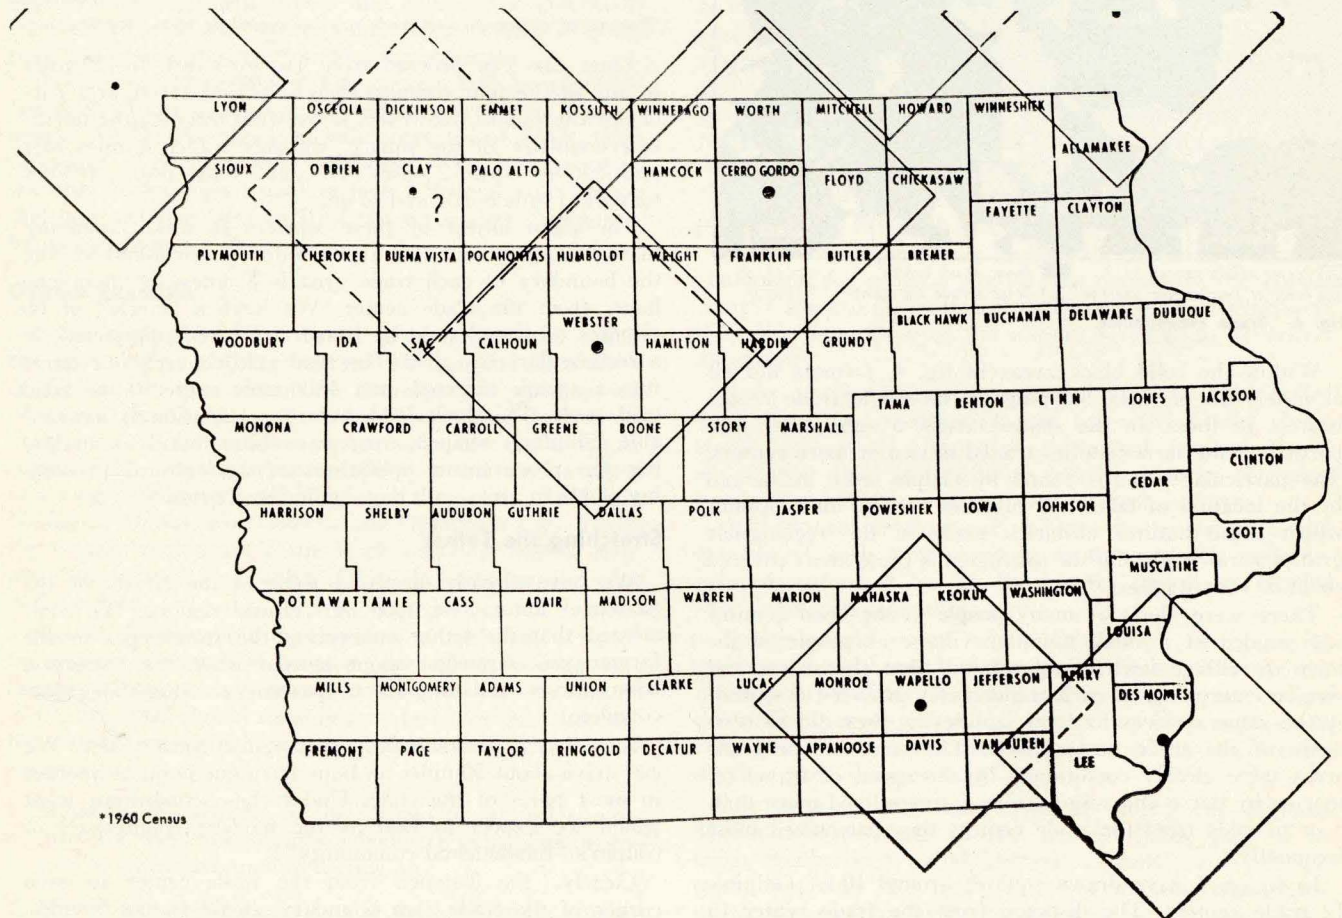 LYON OSCEOLA DICKINSON EMMET KOSSUTH WINNEBAGO WORTH MITCHELL HOWARD WINNESHIEK
ALLAMAKEE
SIOUX O BRIEN CLAY PALO ALTO HANCOCK CERRO GORDO FLOYD CHICKASAW
?
FAYETTE CLAYTON
PLYMOUTH CHEROKEE BUENA VISTA POCAHONTAS HUMBOLDT WRIGHT FRANKLIN BUTLER BREMER
WEBSTER
BLACK HAWK BUCHANAN DELAWARE DUBUQUE
WOODBURY IDA SAC CALHOUN HAMILTON HARDIN GRUNDY
TAMA BENTON LINN JONES JACKSON
MONONA CRAWFORD CARROLL GREENE BOONE STORY MARSHALL
CLINTON
CEDAR
HARRISON SHELBY AUDUBON GUTHRIE DALLAS POLK JASPER POWESHIEK IOWA JOHNSON
SCOTT
MUSCATINE
POTTAWATTAMIE CASS ADAIR MADISON WARREN MARION MAHASKA KEOKUK WASHINGTON
LOUISA
MILLS MONTGOMERY ADAMS UNION CLARKE LUCAS MONROE WAPELLO JEFFERSON HENRY
DES MOMES
FREMONT PAGE TAYLOR RINGGOLD DECATUR WAYNE APPANOOSE DAVIS VAN BUREN
LEE
*1960 Census